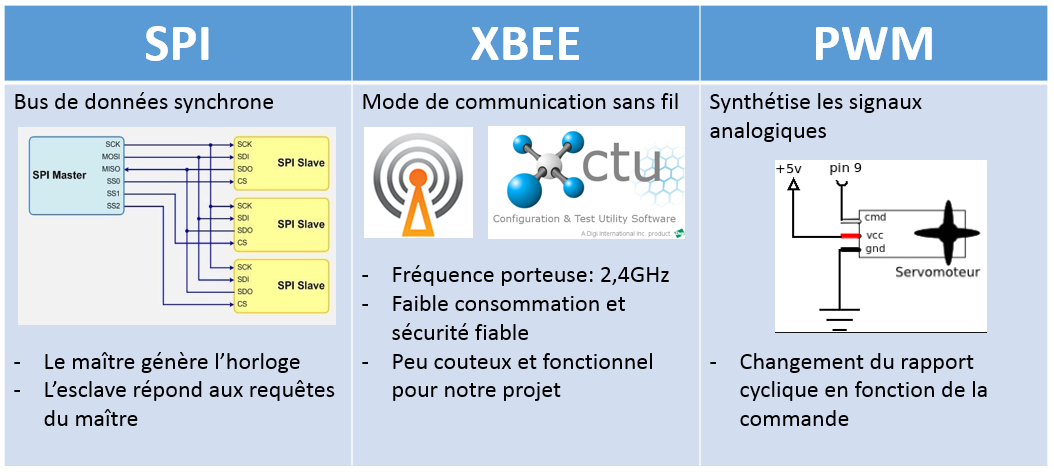 SPI
Bus de données synchrone
SPI Master
SCK
MOSI
MISO
SS0
SS1
SS2
SCK
SDI
SDO
CS
SPI Slave
SCK
SDI
SDO
CS
SPI Slave
SCK
SDI
SDO
CS
SPI Slave
- Le maître génère l’horloge
- L’esclave répond aux requêtes
du maître
XBEE
Mode de communication sans fil
ctu
Configuration & Test Utility Software
A Digi International Inc. product
- Fréquence porteuse: 2,4GHz
- Faible consommation et
sécurité fiable
- Peu couteux et fonctionnel
pour notre projet
PWM
Synthétise les signaux
analogiques
+5v
pin 9
cmd
vcc
gnd
Servomoteur
- Changement du rapport
cyclique en fonction de la
commande